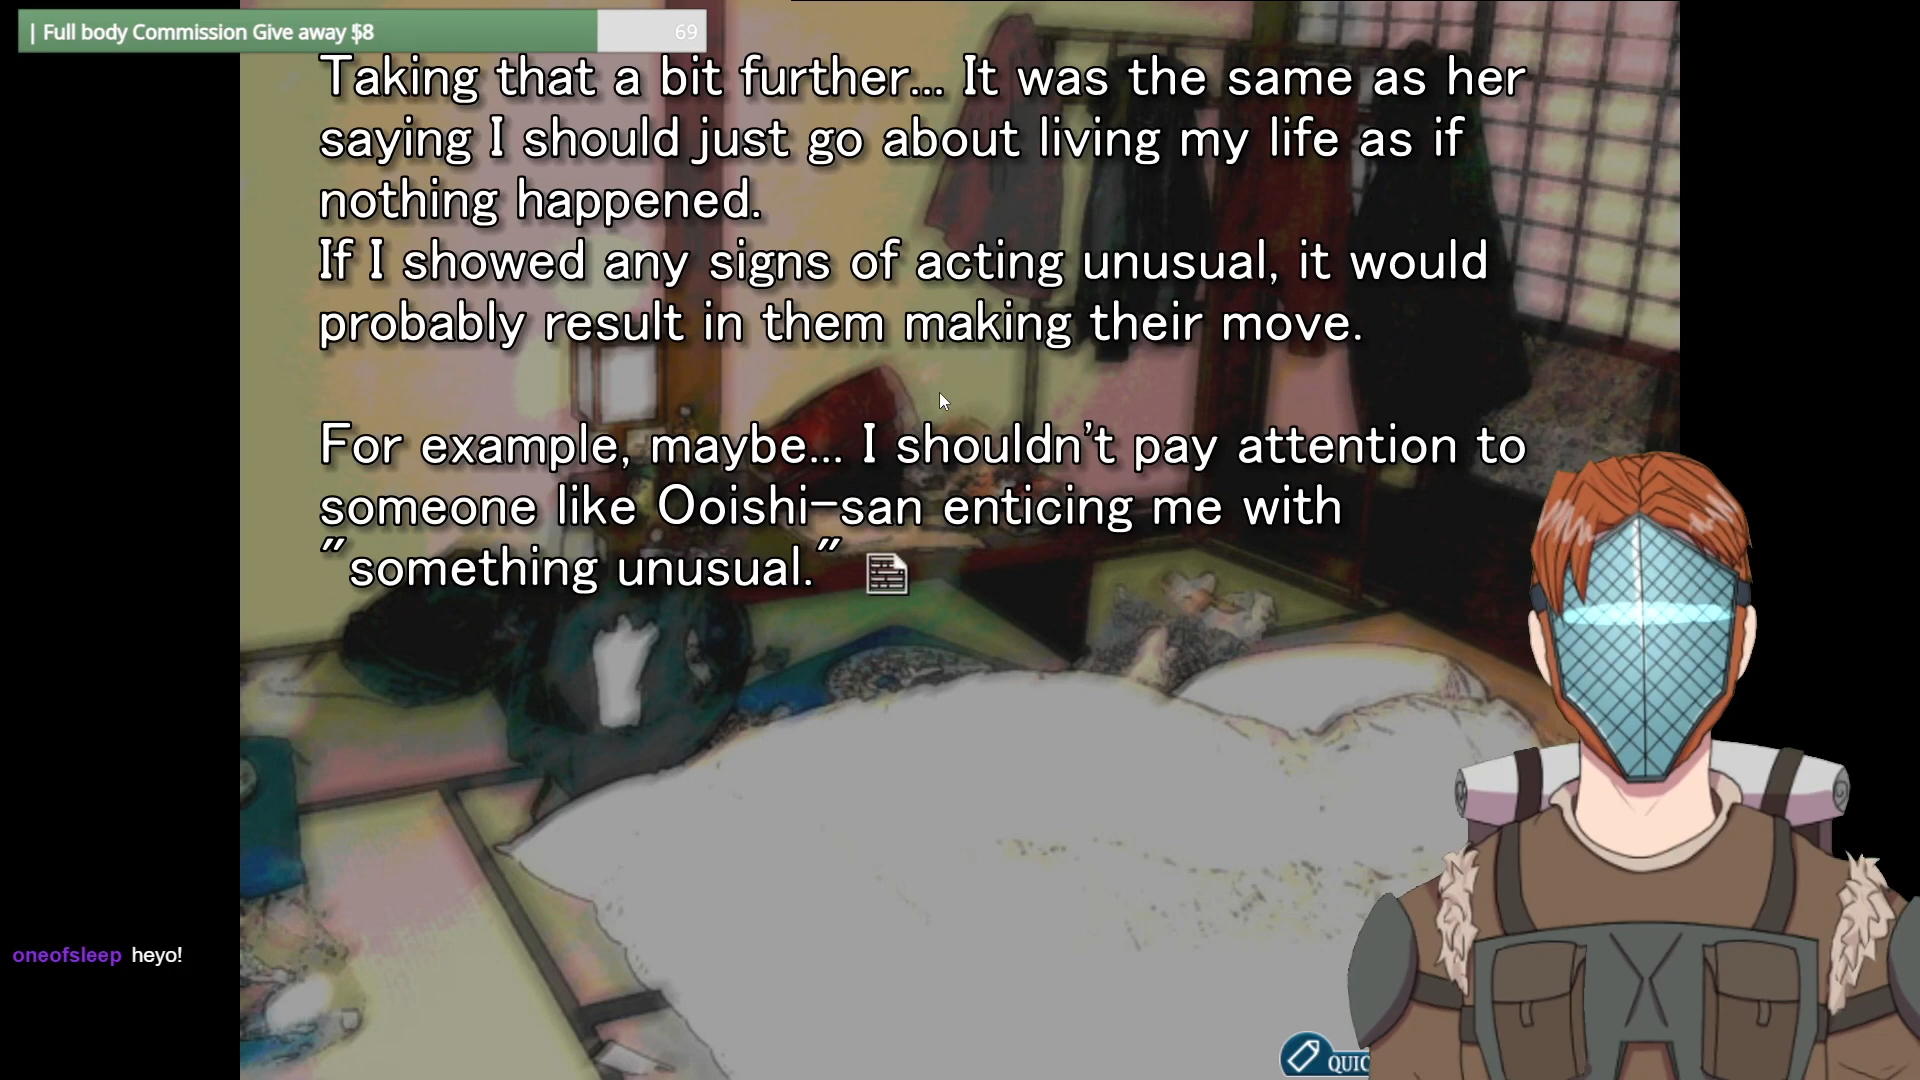 | Full body Commission Give away $8
69
Taking that a bit further... It was the same as her
saying I should just go about living my life as if
nothing happened.
If I showed any signs of acting unusual, it would
probably result in them making their move.
For example, maybe... I shouldn't pay attention to
someone like Ooishi-san enticing me with
"something unusual."
oneofsleep heyo!
QUIC